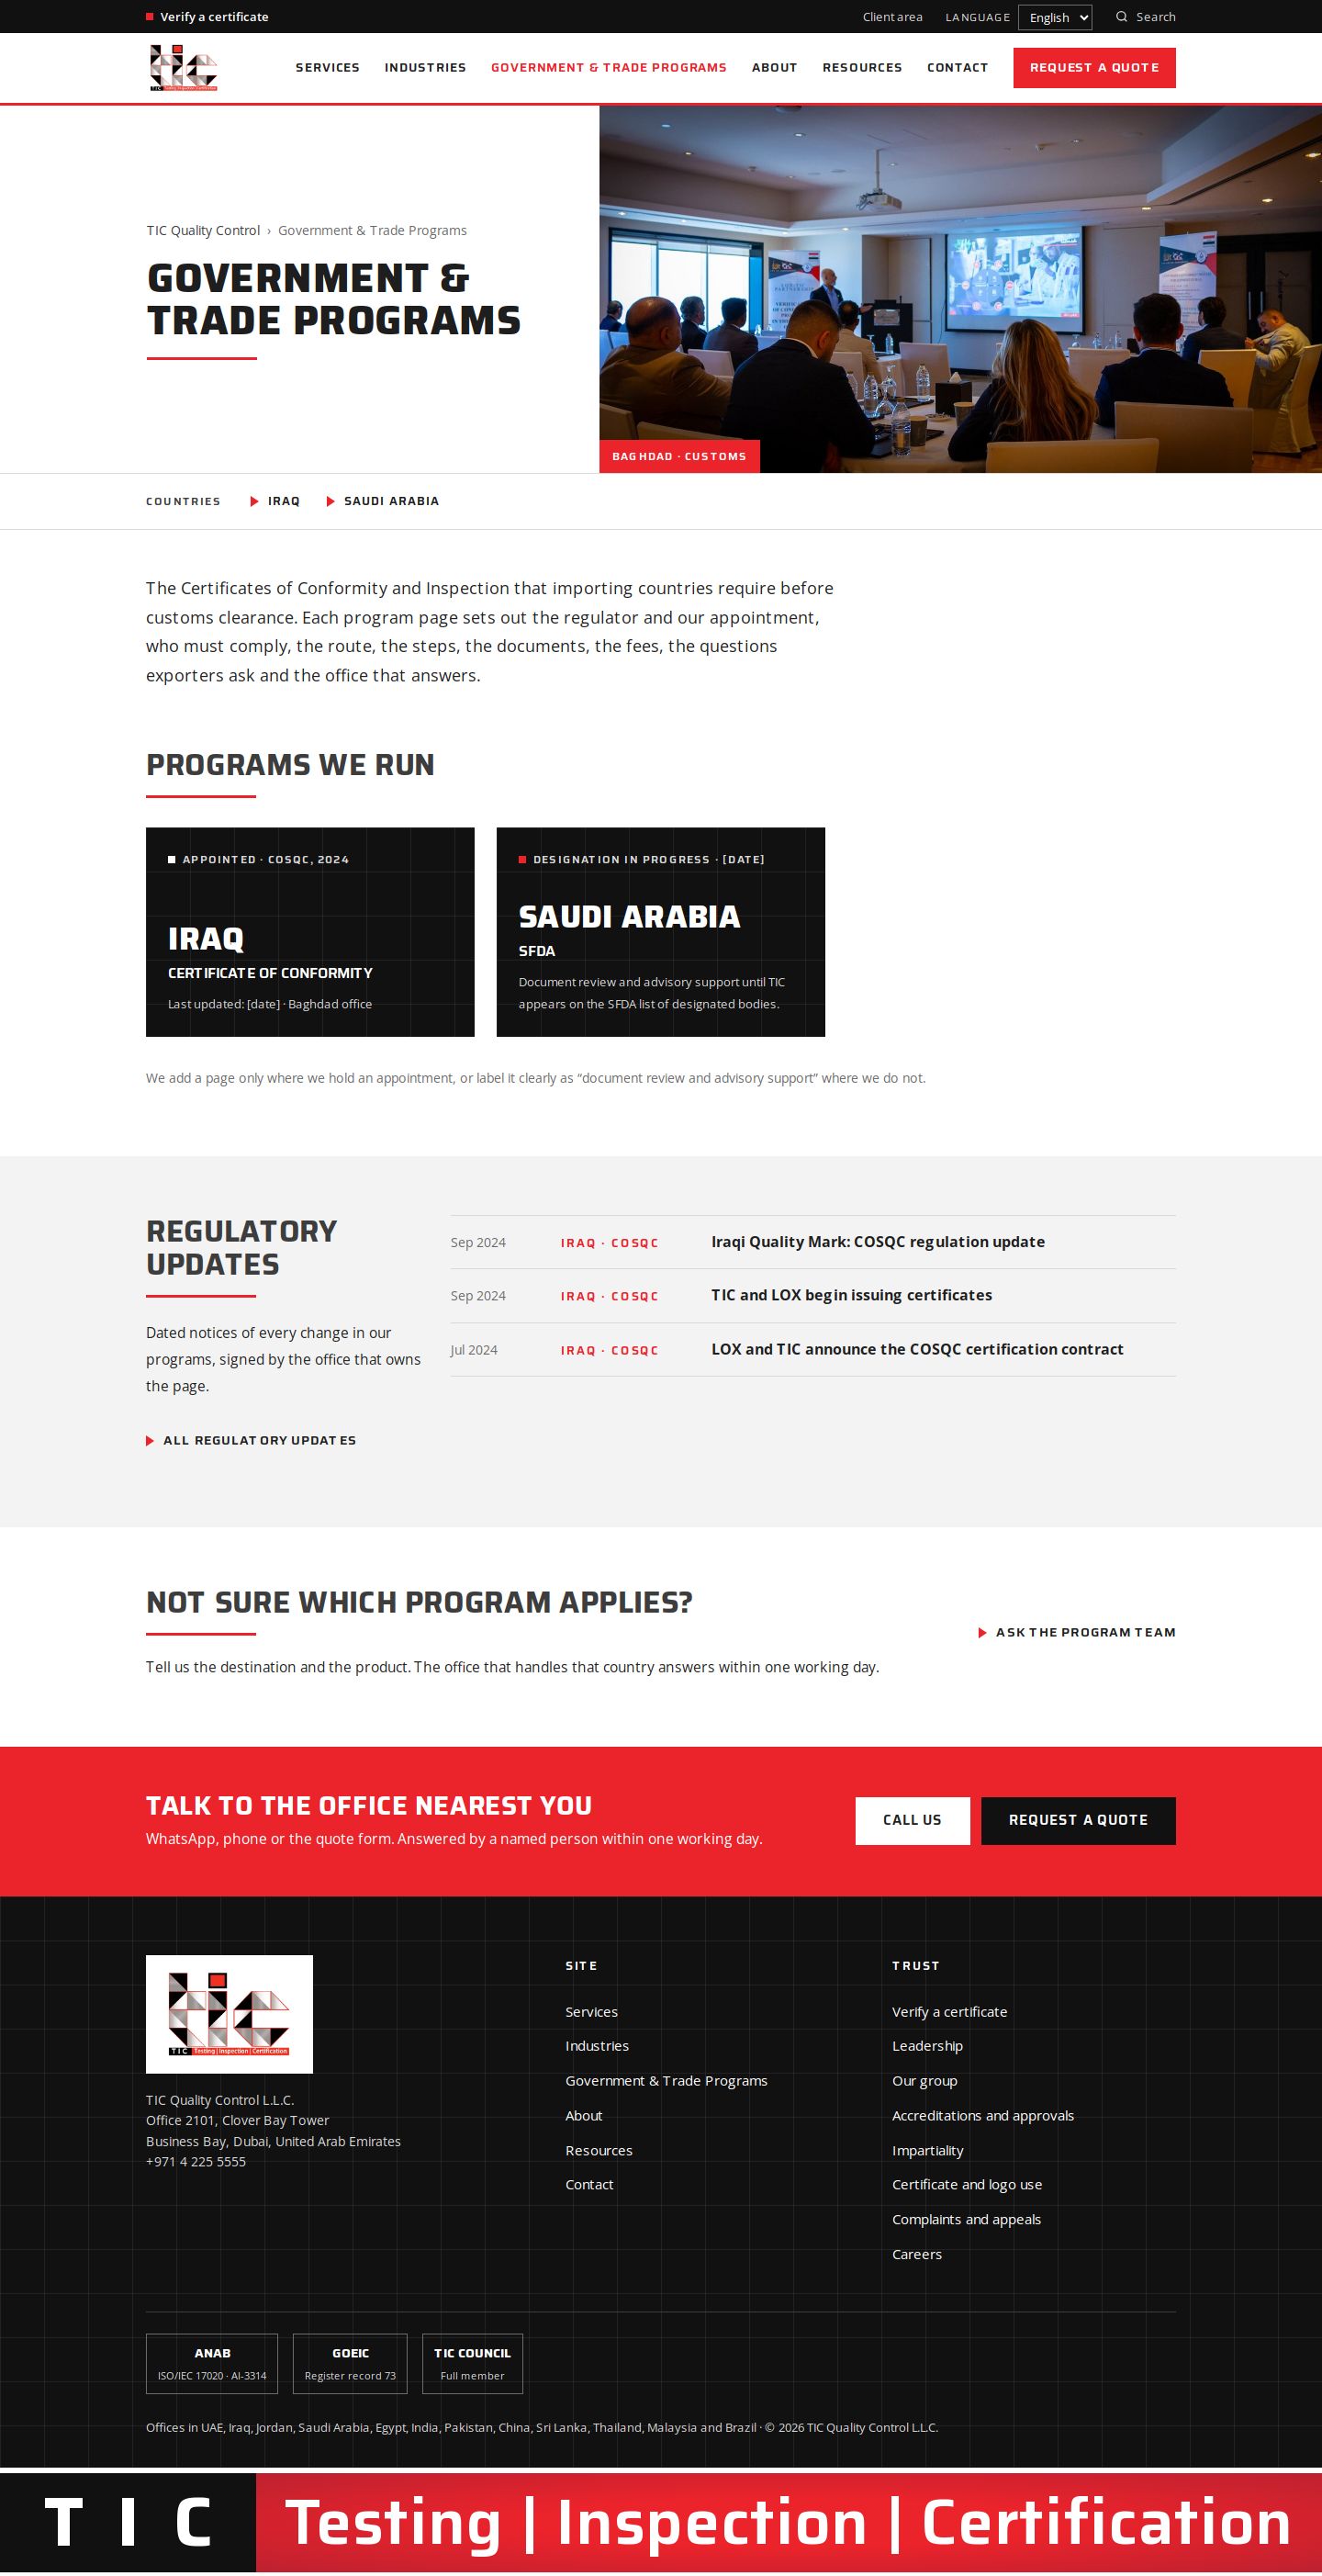 Verify a certificate
Client area
LANGUAGE
English
Search
tic
TIC Testing | Inspection | Certification
SERVICES
INDUSTRIES
GOVERNMENT & TRADE PROGRAMS
ABOUT
RESOURCES
CONTACT
REQUEST A QUOTE
TIC Quality Control › Government & Trade Programs
GOVERNMENT &
TRADE PROGRAMS
BAGHDAD · CUSTOMS
COUNTRIES
IRAQ
SAUDI ARABIA
The Certificates of Conformity and Inspection that importing countries require before
customs clearance. Each program page sets out the regulator and our appointment,
who must comply, the route, the steps, the documents, the fees, the questions
exporters ask and the office that answers.
PROGRAMS WE RUN
APPOINTED · COSQC, 2024
IRAQ
CERTIFICATE OF CONFORMITY
Last updated: [date] · Baghdad office
DESIGNATION IN PROGRESS · [DATE]
SAUDI ARABIA
SFDA
Document review and advisory support until TIC
appears on the SFDA list of designated bodies.
We add a page only where we hold an appointment, or label it clearly as “document review and advisory support” where we do not.
REGULATORY
UPDATES
Dated notices of every change in our
programs, signed by the office that owns
the page.
ALL REGULATORY UPDATES
Sep 2024 IRAQ · COSQC Iraqi Quality Mark: COSQC regulation update
Sep 2024 IRAQ · COSQC TIC and LOX begin issuing certificates
Jul 2024 IRAQ · COSQC LOX and TIC announce the COSQC certification contract
NOT SURE WHICH PROGRAM APPLIES?
Tell us the destination and the product. The office that handles that country answers within one working day.
ASK THE PROGRAM TEAM
TALK TO THE OFFICE NEAREST YOU
WhatsApp, phone or the quote form. Answered by a named person within one working day.
CALL US
REQUEST A QUOTE
tic
TIC Testing | Inspection | Certification
TIC Quality Control L.L.C.
Office 2101, Clover Bay Tower
Business Bay, Dubai, United Arab Emirates
+971 4 225 5555
SITE
Services
Industries
Government & Trade Programs
About
Resources
Contact
TRUST
Verify a certificate
Leadership
Our group
Accreditations and approvals
Impartiality
Certificate and logo use
Complaints and appeals
Careers
ANAB
ISO/IEC 17020 · AI-3314
GOEIC
Register record 73
TIC COUNCIL
Full member
Offices in UAE, Iraq, Jordan, Saudi Arabia, Egypt, India, Pakistan, China, Sri Lanka, Thailand, Malaysia and Brazil · © 2026 TIC Quality Control L.L.C.
TIC Testing | Inspection | Certification